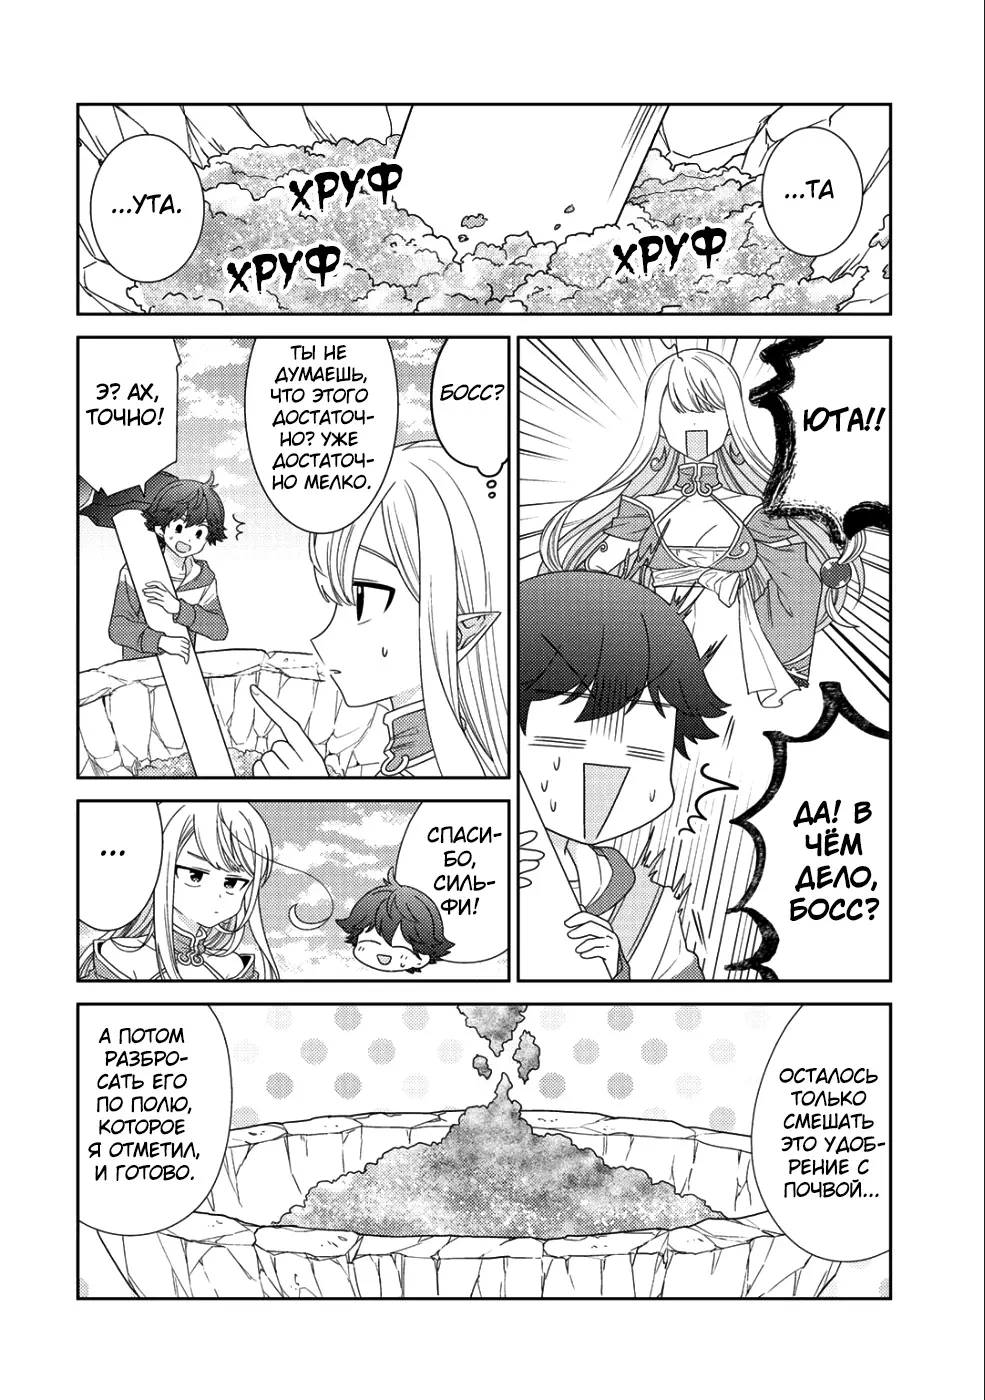 ...ТА
ХРУФ
ХРУФ
ХРУФ
...УТА.
ЮТА!!
ДА! В
ЧЁМ
ДЕЛО,
БОСС?
БОСС?
ТЫ НЕ
ДУМАЕШЬ,
ЧТО ЭТОГО
ДОСТАТОЧ-
НО? УЖЕ
ДОСТАТОЧ-
НО МЕЛКО.
Э? АХ,
ТОЧНО!
СПАСИ-
БО,
СИЛЬ-
ФИ!
...
ОСТАЛОСЬ
ТОЛЬКО
СМЕШАТЬ
ЭТО УДОБ-
РЕНИЕ С
ПОЧВОЙ...
А ПОТОМ
РАЗБРО-
САТЬ ЕГО
ПО ПОЛЮ,
КОТОРОЕ
Я ОТМЕТИЛ,
И ГОТОВО.